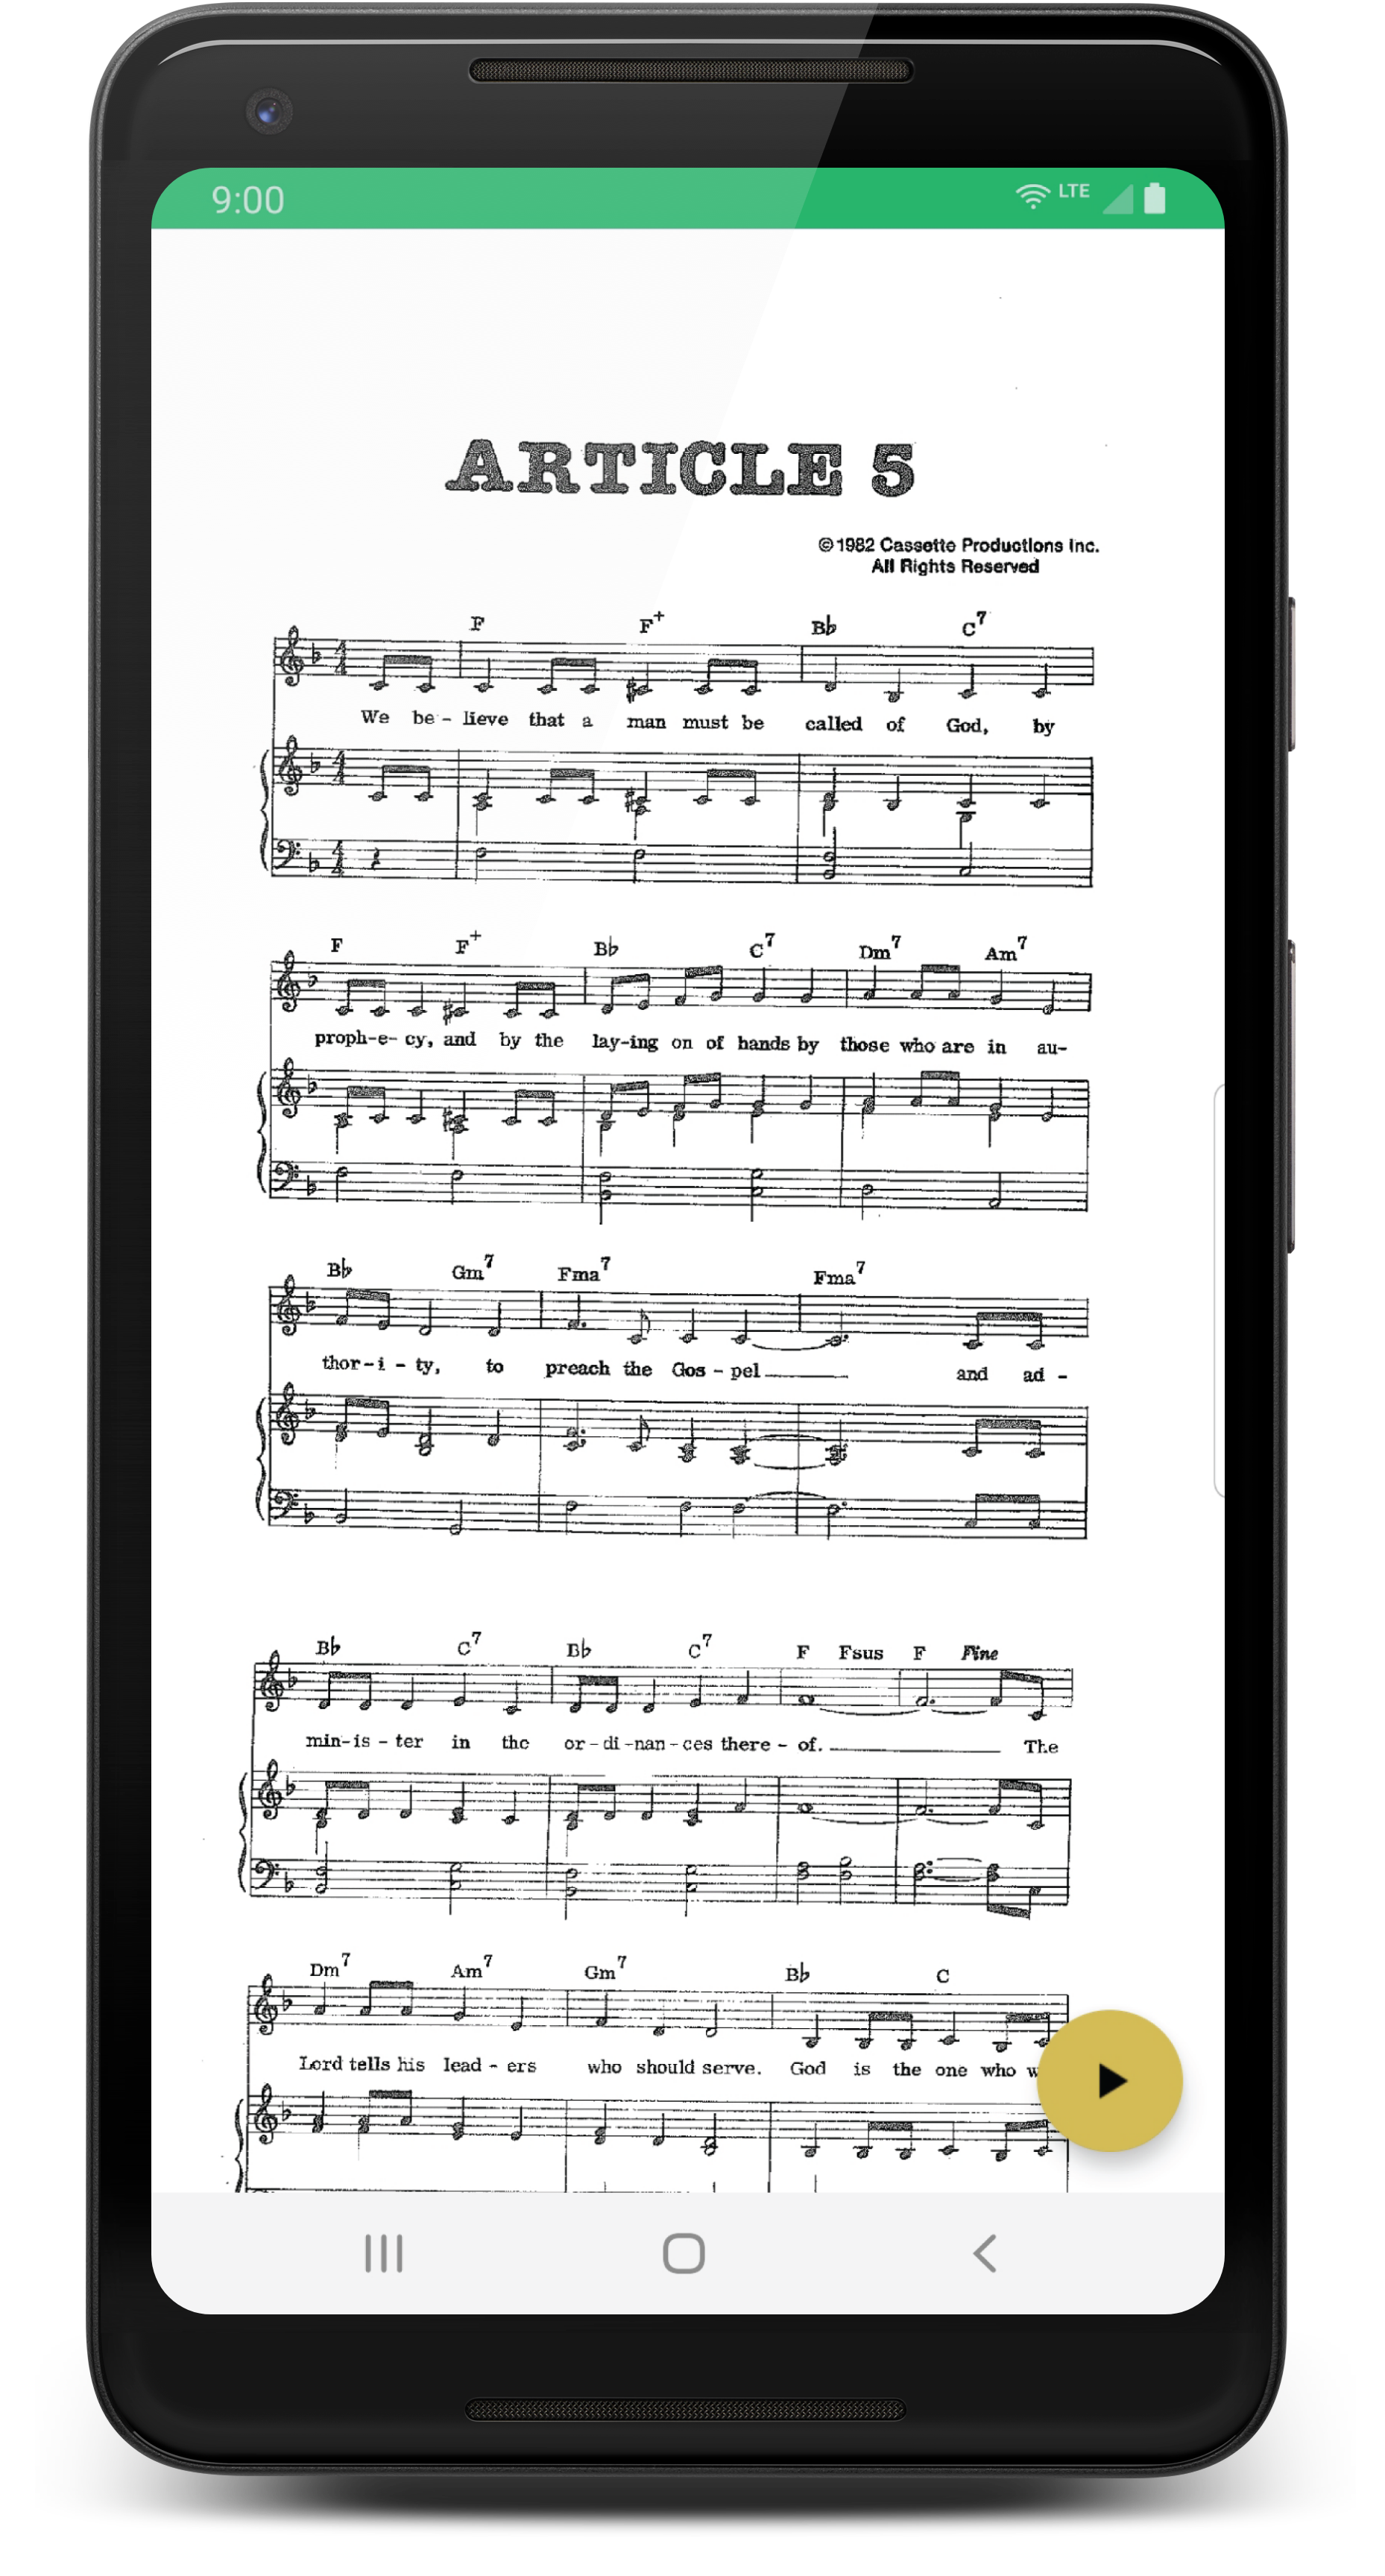 9:00 LTE
ARTICLE 5
©1982 Cassette Productions Inc.
All Rights Reserved
F F+ B♭ C7
We be - lieve that a man must be called of God, by
F F+ B♭ C7 Dm7 Am7
proph-e- cy, and by the lay-ing on of hands by those who are in au-
B♭ Gm7 Fma7 Fma7
thor-i - ty, to preach the Gos - pel and ad -
B♭ C7 B♭ C7 F Fsus F Fine
min-is - ter in the or-di-nan-ces there - of. The
Dm7 Am7 Gm7 B♭ C
Lord tells his lead - ers who should serve. God is the one who